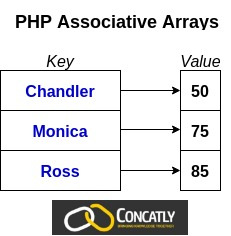 PHP Associative Arrays
Key Value
Chandler 50
Monica 75
Ross 85
CONCATLY